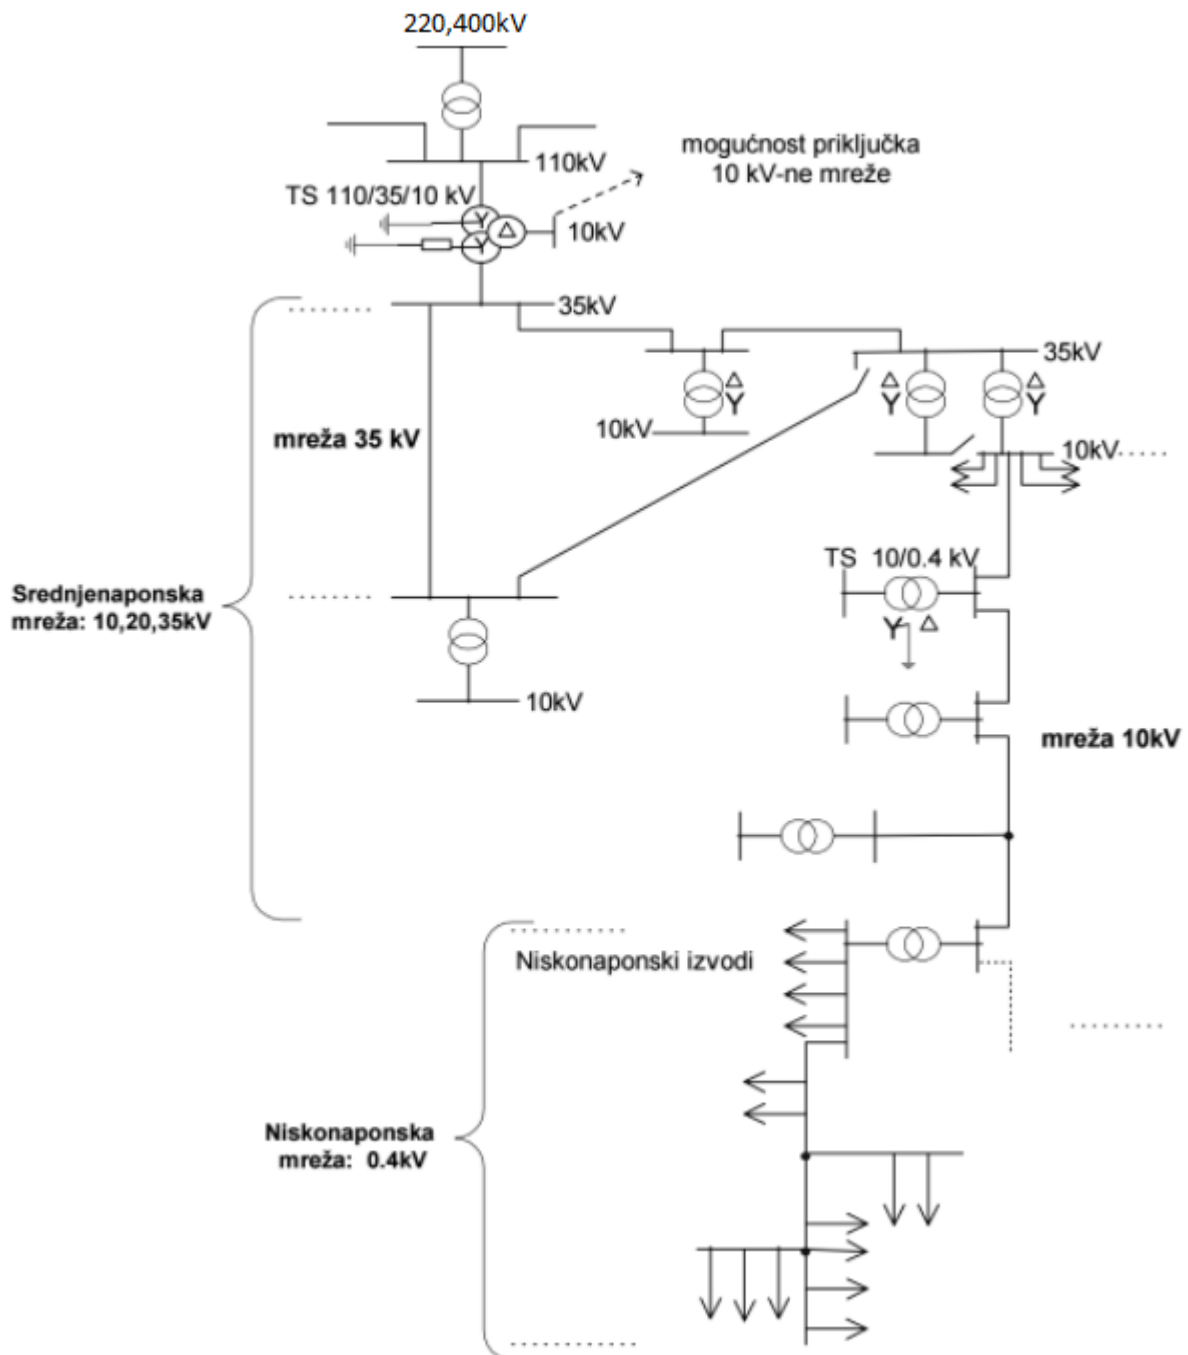 220,400kV
110kV
mogućnost priključka
10 kV-ne mreže
TS 110/35/10 kV
Y
Δ
Y
10kV
35kV
35kV
Δ
Y
Δ
Y
Δ
Y
10kV
mreža 35 kV
10kV
TS 10/0.4 kV
Y Δ
Srednjenaponska
mreža: 10,20,35kV
10kV
mreža 10kV
Niskonaponski izvodi
Niskonaponska
mreža: 0.4kV